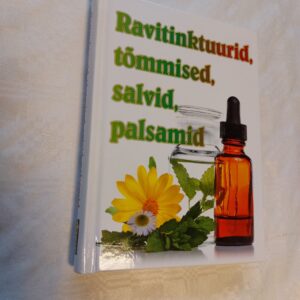 Ravitinktuurid,
tõmmised,
salvid,
palsamid